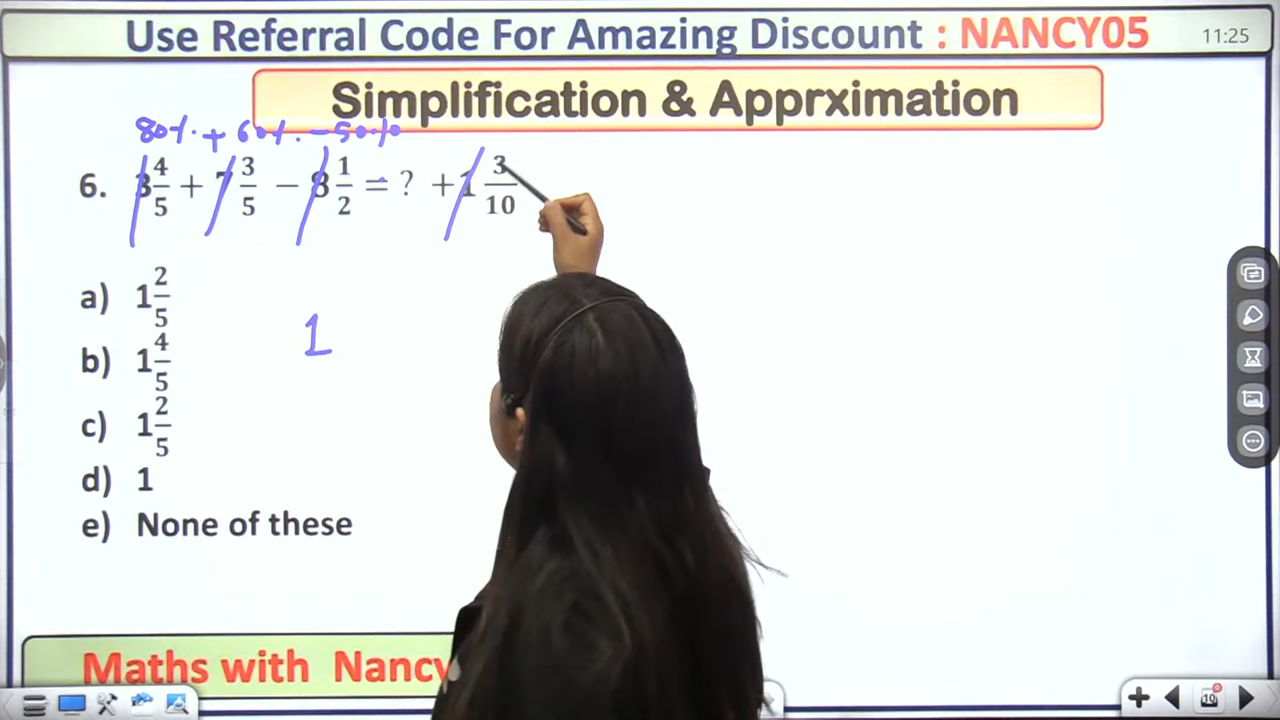 Use Referral Code For Amazing Discount : NANCY05
11:25
Simplification & Apprximation
80%. + 60%. - 50%
6. 3 4/5 + 7 3/5 − 8 1/2 = ? + 1 3/10
a) 1 2/5
1
b) 1 4/5
c) 1 2/5
d) 1
e) None of these
Maths with Nancy
10